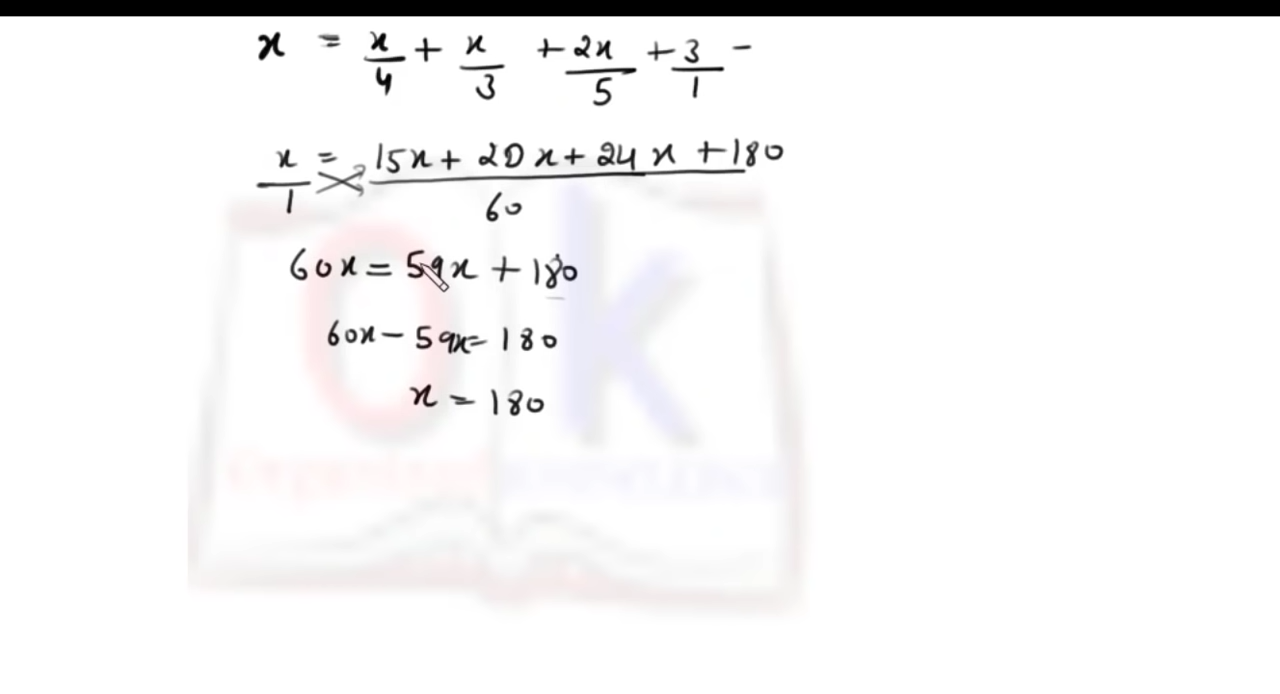 x = x/4 + x/3 + 2x/5 + 3/1 -
x/1 = 15x + 20x + 24x + 180 / 60
60x = 59x + 180
60x - 59x = 180
x = 180
ok